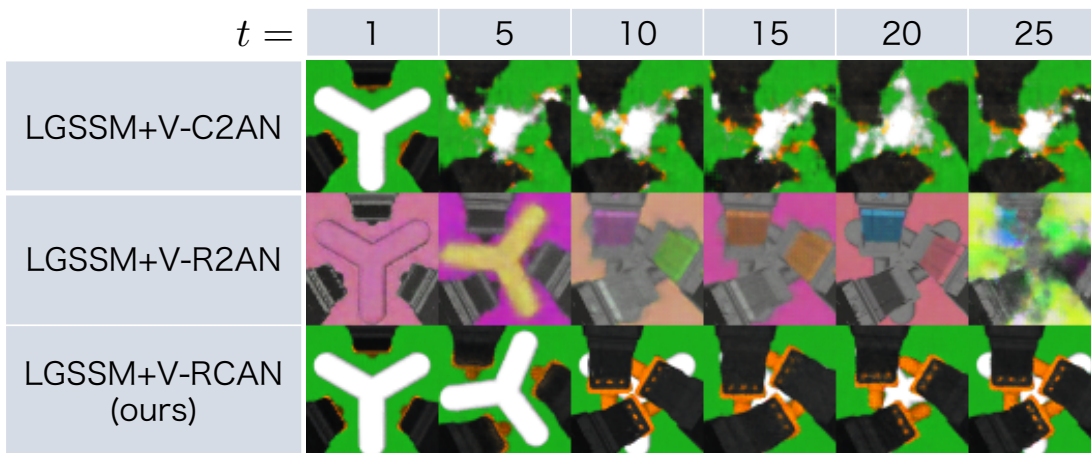 t = 1 5 10 15 20 25
LGSSM+V-C2AN
LGSSM+V-R2AN
LGSSM+V-RCAN
(ours)